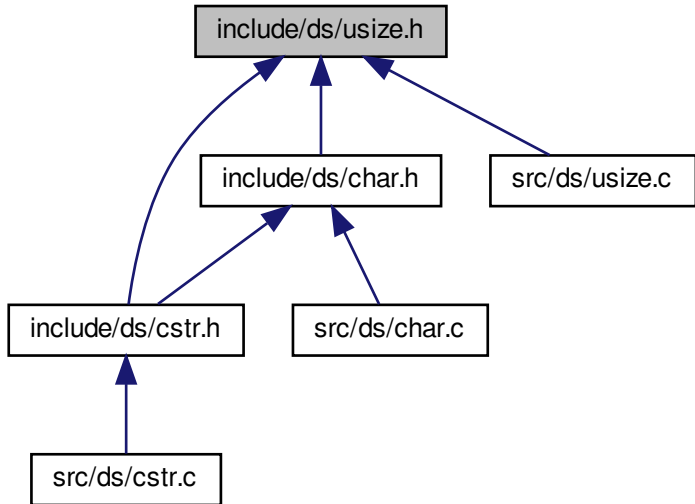 include/ds/usize.h
include/ds/char.h
src/ds/usize.c
include/ds/cstr.h
src/ds/char.c
src/ds/cstr.c